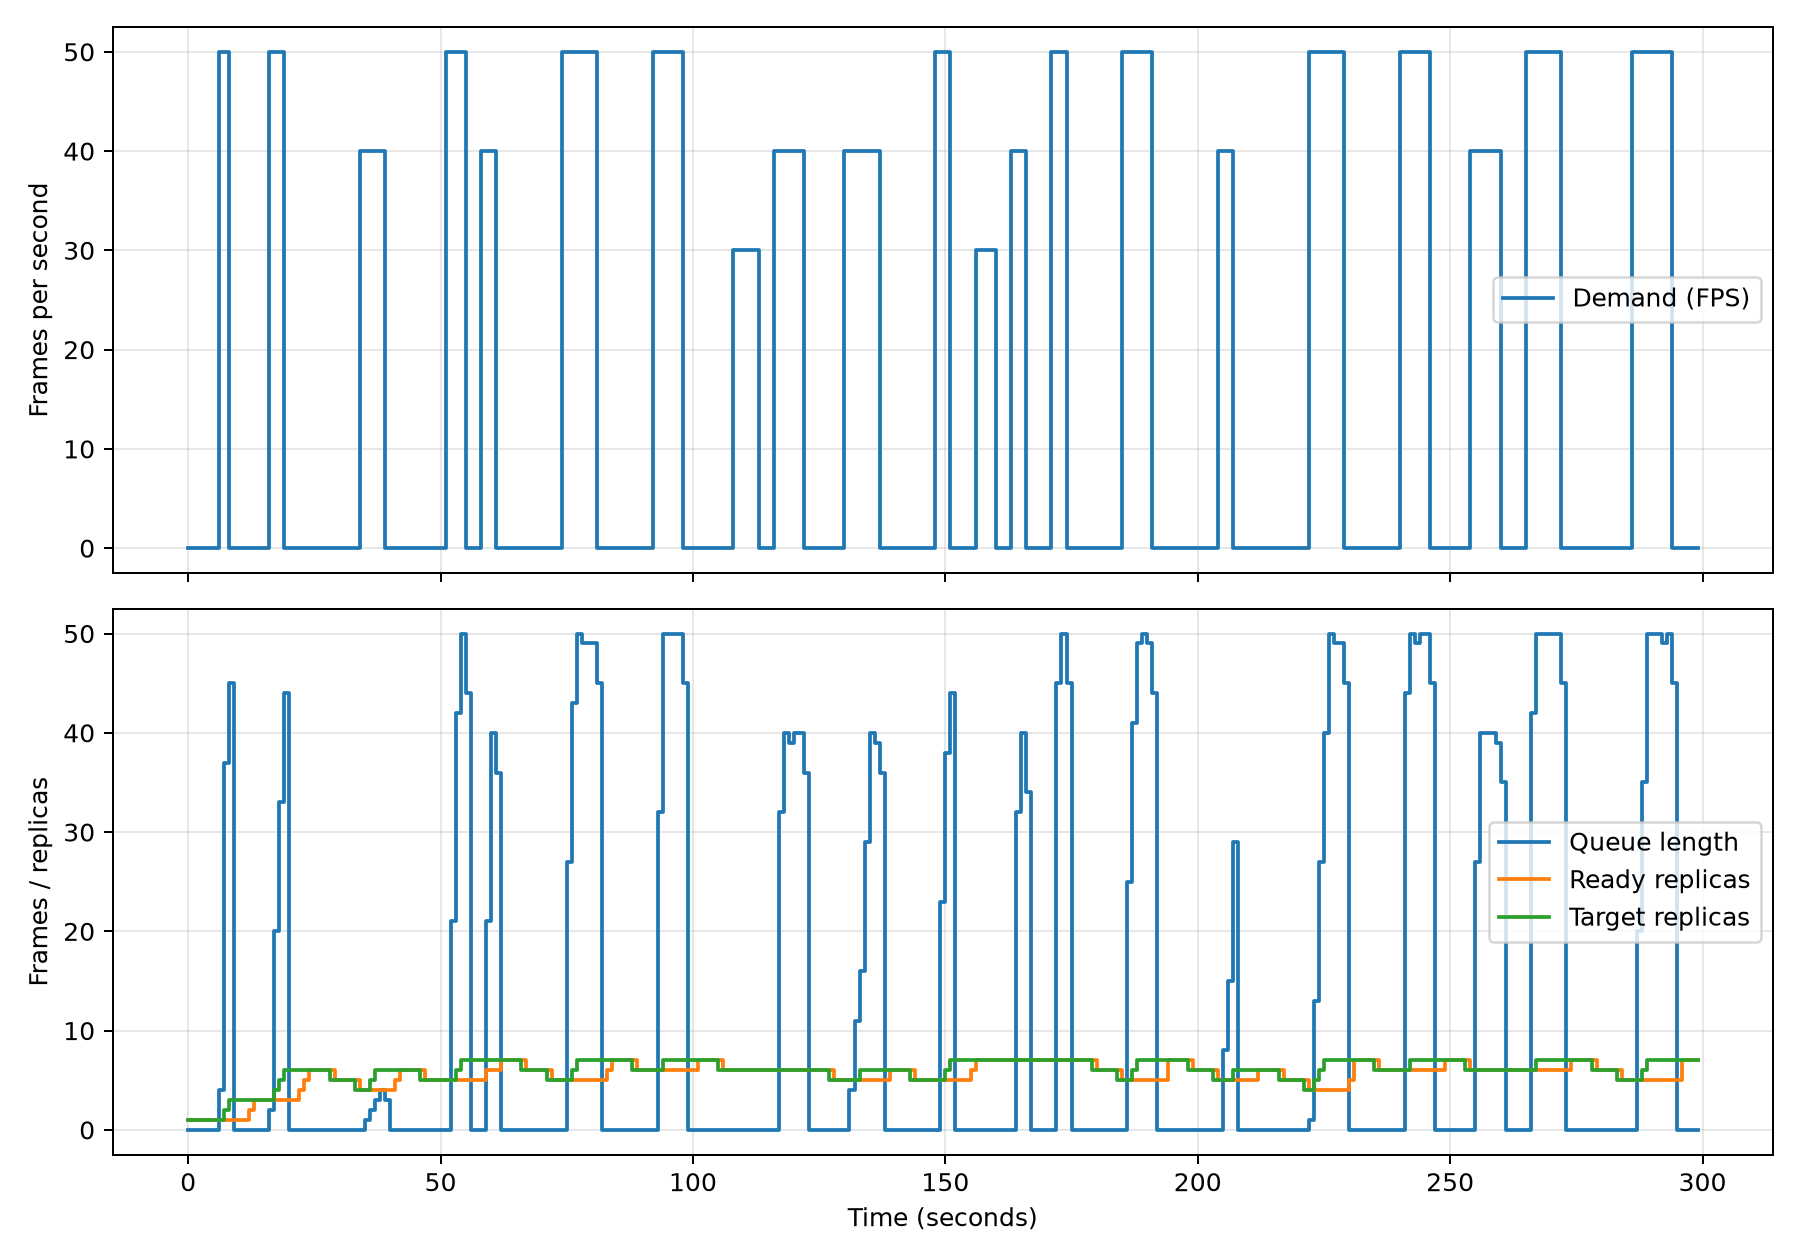 50
40
30
20
10
0
Frames per second
Demand (FPS)
50
40
30
20
10
0
Frames / replicas
Queue length
Ready replicas
Target replicas
0 50 100 150 200 250 300
Time (seconds)